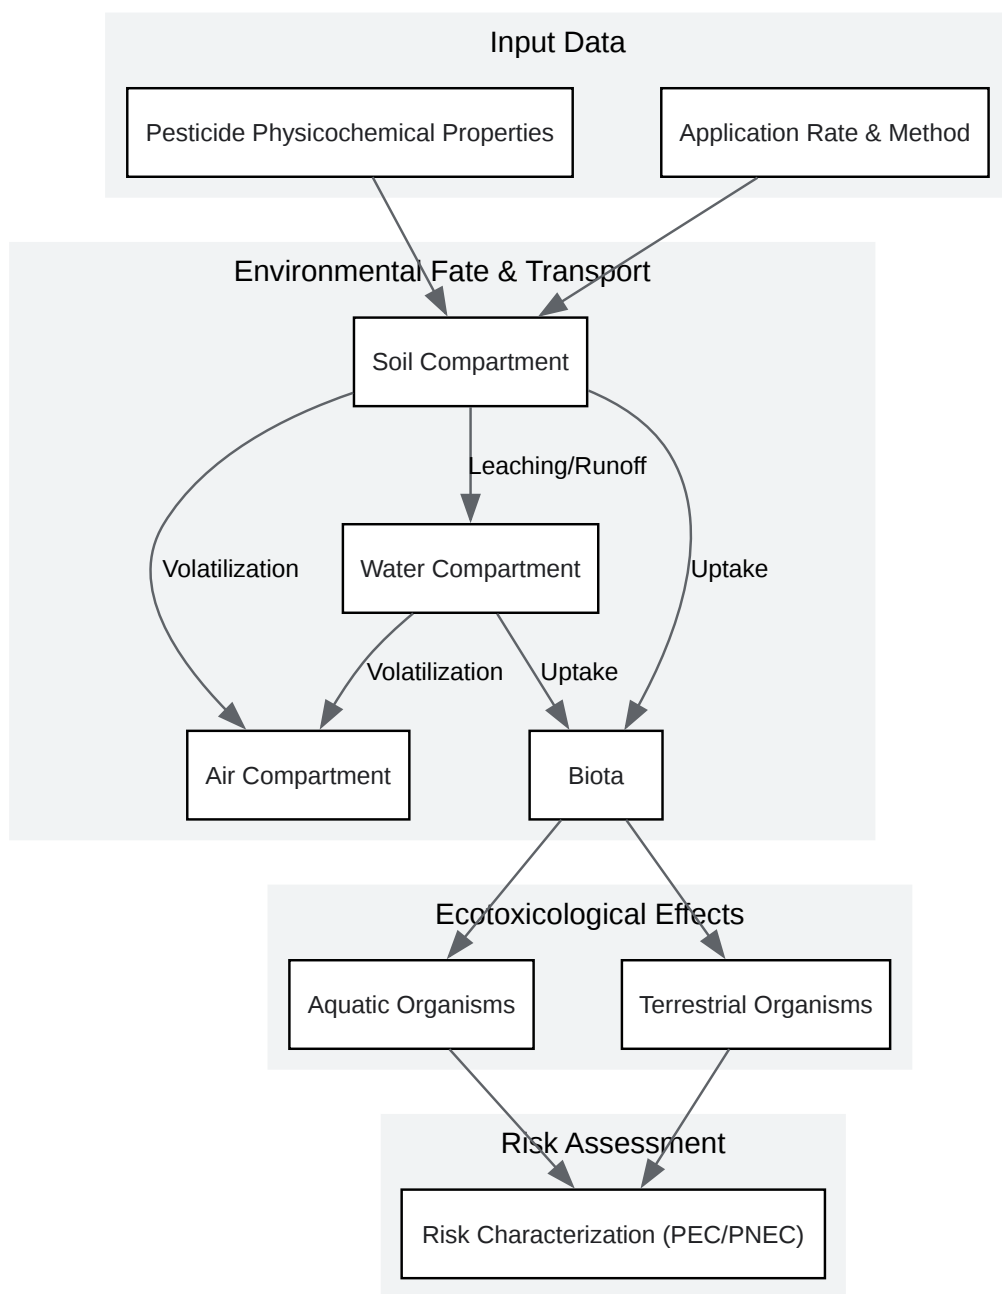 Input Data
Pesticide Physicochemical Properties
Application Rate & Method
Environmental Fate & Transport
Soil Compartment
Leaching/Runoff
Volatilization
Water Compartment
Uptake
Volatilization
Uptake
Air Compartment
Biota
Ecotoxicological Effects
Aquatic Organisms
Terrestrial Organisms
Risk Assessment
Risk Characterization (PEC/PNEC)